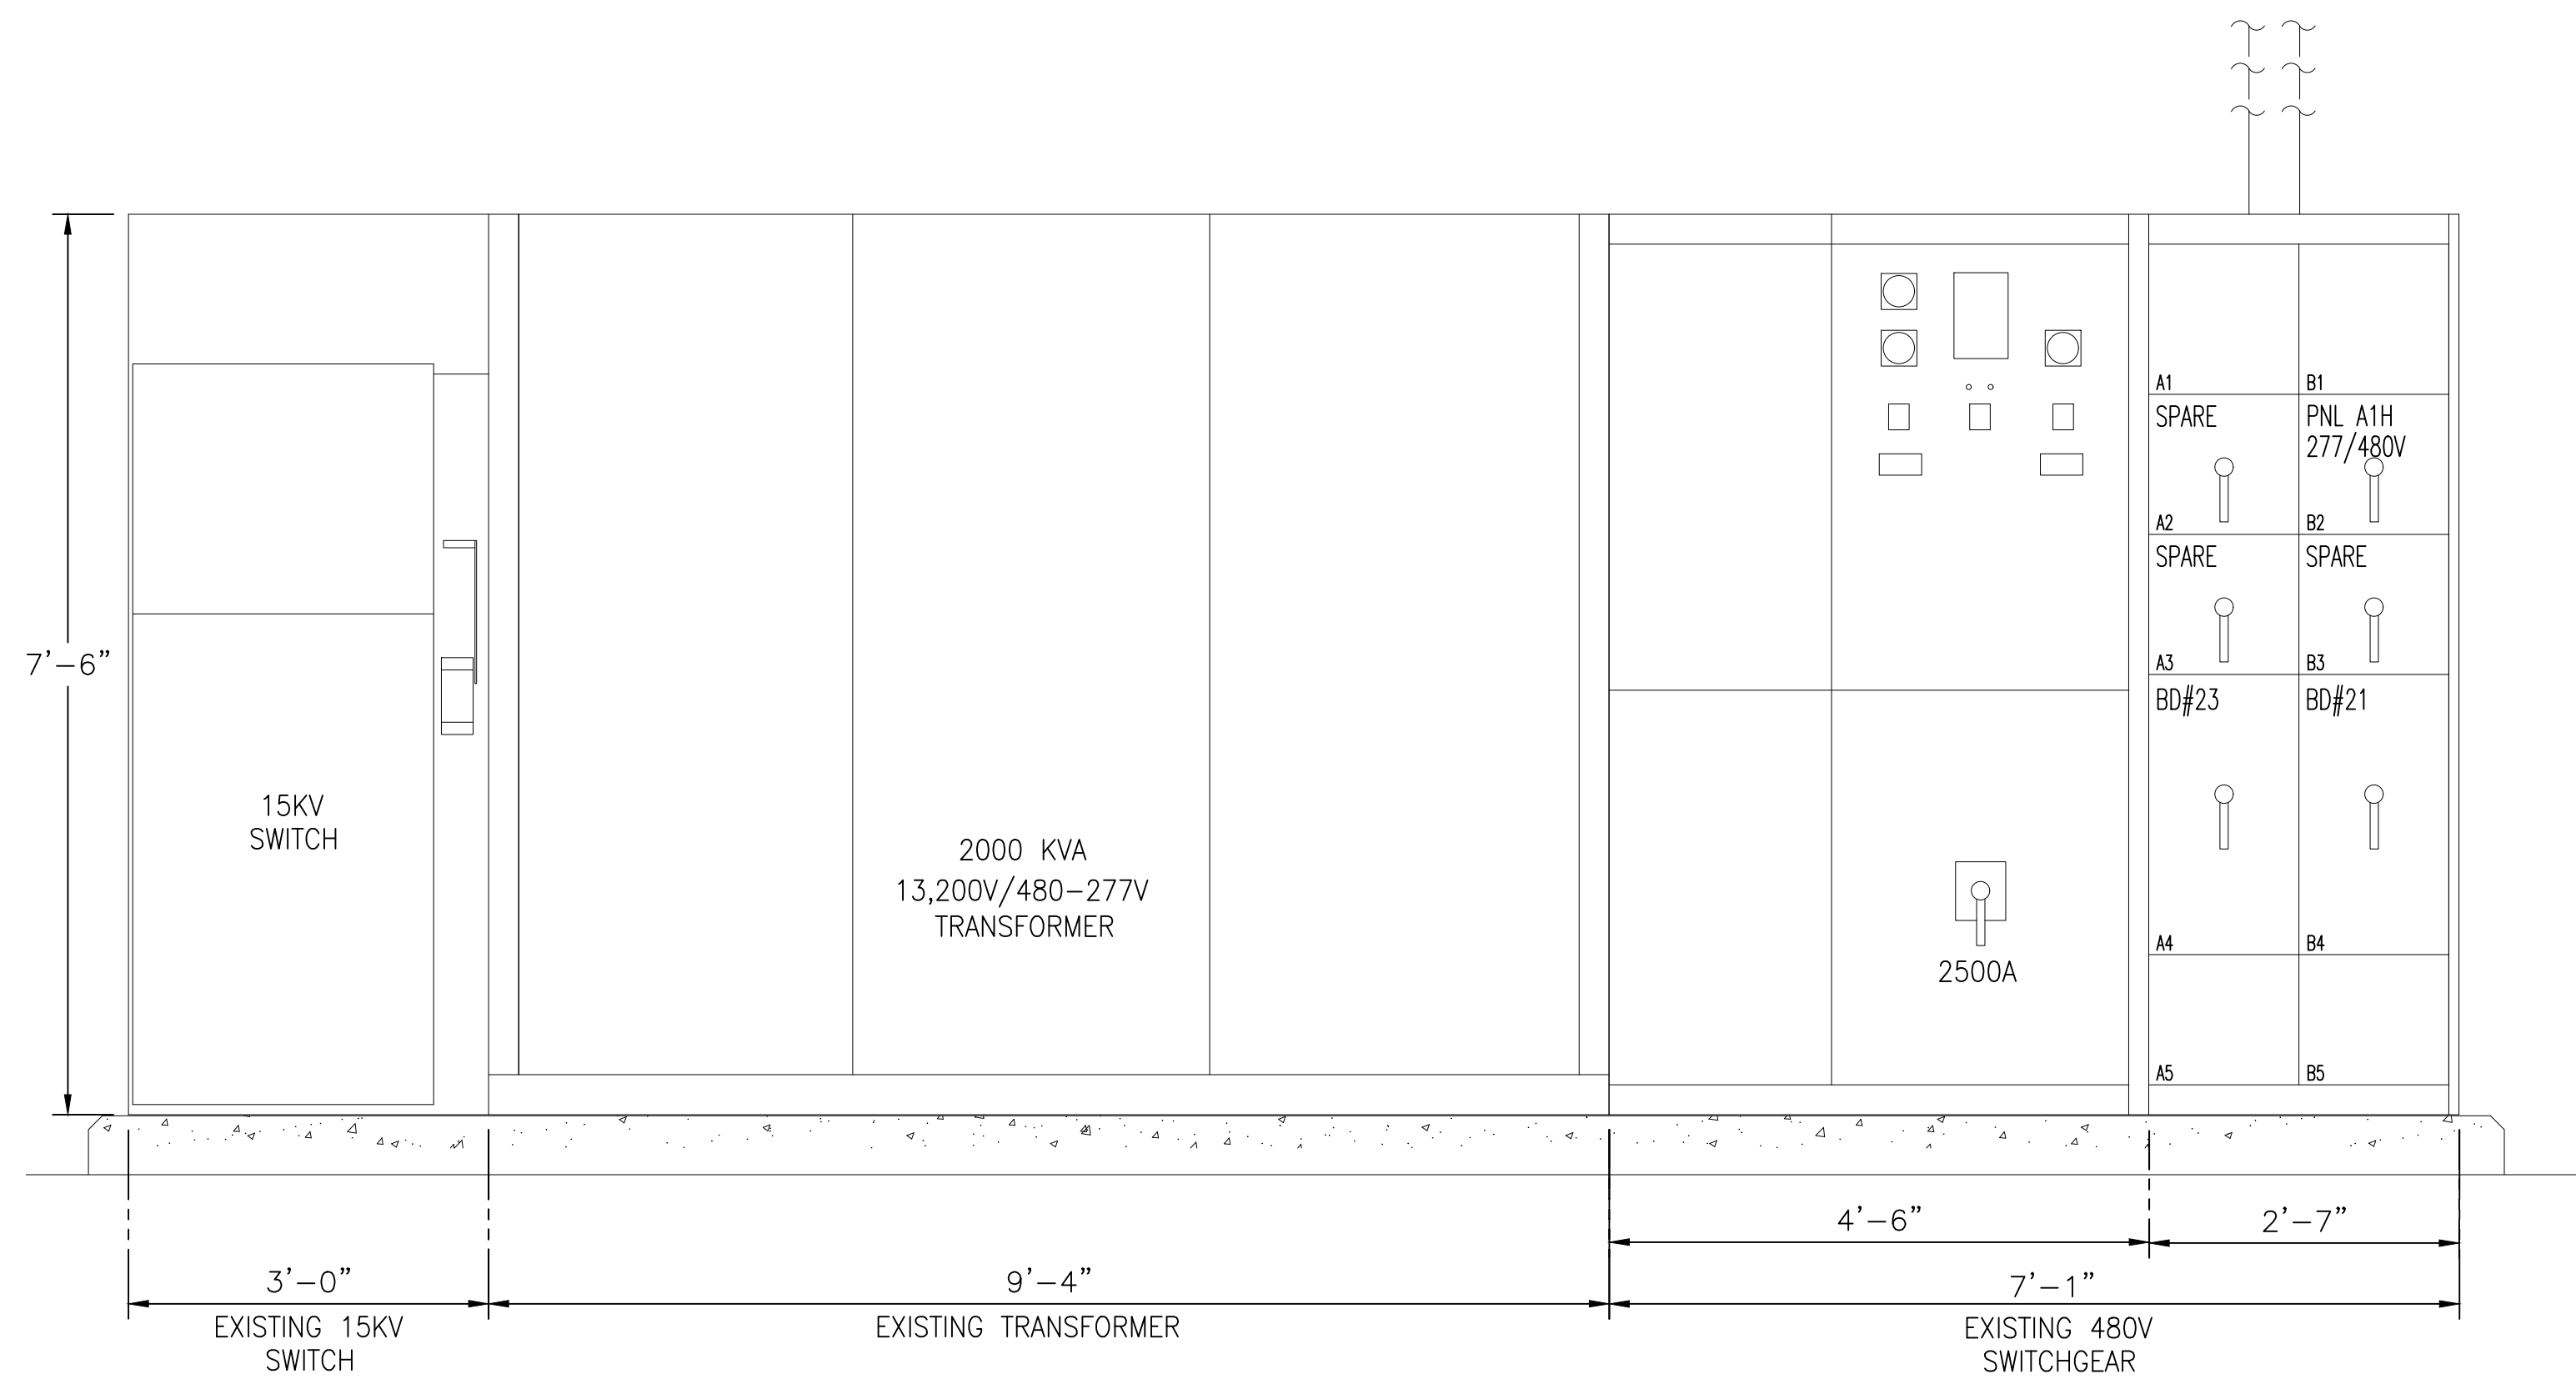 A1
B1
SPARE
PNL A1H
277/480V
A2
B2
SPARE
SPARE
A3
B3
7'-6"
BD#23
BD#21
15KV
SWITCH
2000 KVA
13,200V/480-277V
TRANSFORMER
A4
B4
2500A
A5
B5
4'-6"
2'-7"
3'-0"
9'-4"
7'-1"
EXISTING 15KV
SWITCH
EXISTING TRANSFORMER
EXISTING 480V
SWITCHGEAR